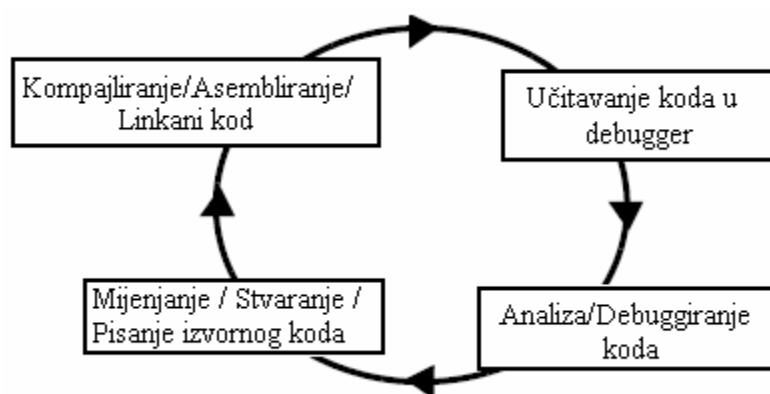 Kompajliranje/Asembliranje/
Linkani kod
Učitavanje koda u
debugger
Mijenjanje / Stvaranje /
Pisanje izvornog koda
Analiza/Debuggiranje
koda